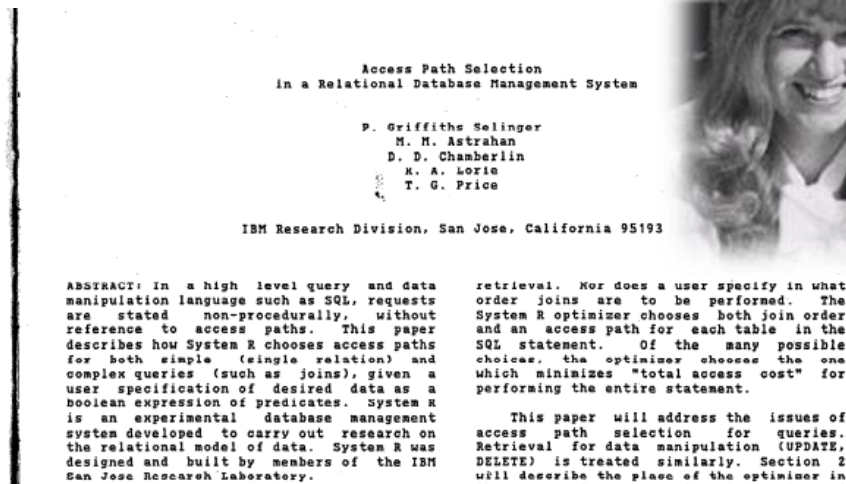 Access Path Selection
in a Relational Database Management System
P. Griffiths Selinger
M. M. Astrahan
D. D. Chamberlin
R. A. Lorie
T. G. Price
IBM Research Division, San Jose, California 95193
ABSTRACT: In a high level query and data
manipulation language such as SQL, requests
are stated non-procedurally, without
reference to access paths. This paper
describes how System R chooses access paths
for both simple (single relation) and
complex queries (such as joins), given a
user specification of desired data as a
boolean expression of predicates. System R
is an experimental database management
system developed to carry out research on
the relational model of data. System R was
designed and built by members of the IBM
San Jose Research Laboratory.
retrieval. Nor does a user specify in what
order joins are to be performed. The
System R optimizer chooses both join order
and an access path for each table in the
SQL statement. Of the many possible
choices, the optimizer chooses the one
which minimizes "total access cost" for
performing the entire statement.
This paper will address the issues of
access path selection for queries.
Retrieval for data manipulation (UPDATE,
DELETE) is treated similarly. Section 2
will describe the place of the optimizer in